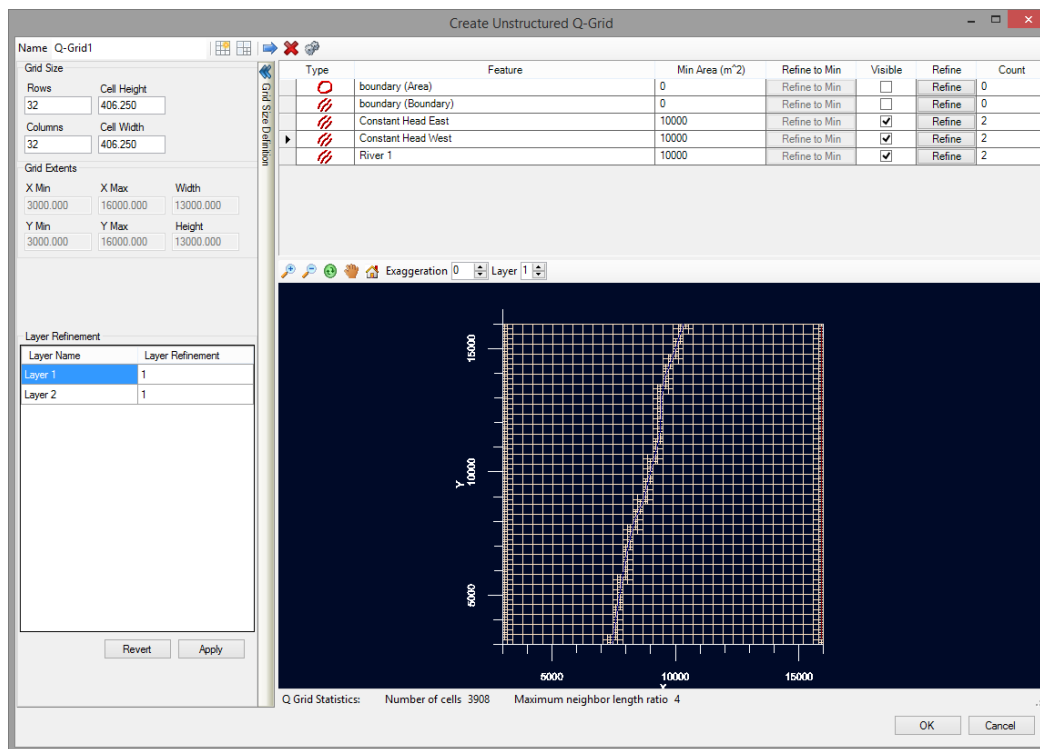 Create Unstructured Q-Grid
Name Q-Grid1
Grid Size
Rows Cell Height
32 406.250
Columns Cell Width
32 406.250
Grid Extents
X Min X Max Width
3000.000 16000.000 13000.000
Y Min Y Max Height
3000.000 16000.000 13000.000
Layer Refinement
Layer Name Layer Refinement
Layer 1 1
Layer 2 1
Revert Apply
Grid Size Definition
Type Feature Min Area (m^2) Refine to Min Visible Refine Count
boundary (Area) 0 Refine to Min Refine 0
boundary (Boundary) 0 Refine to Min Refine 0
Constant Head East 10000 Refine to Min Refine 2
Constant Head West 10000 Refine to Min Refine 2
River 1 10000 Refine to Min Refine 2
Exaggeration 0 Layer 1
15000
10000
Y
5000
5000 10000 15000
Q Grid Statistics: Number of cells 3908 Maximum neighbor length ratio 4
OK Cancel